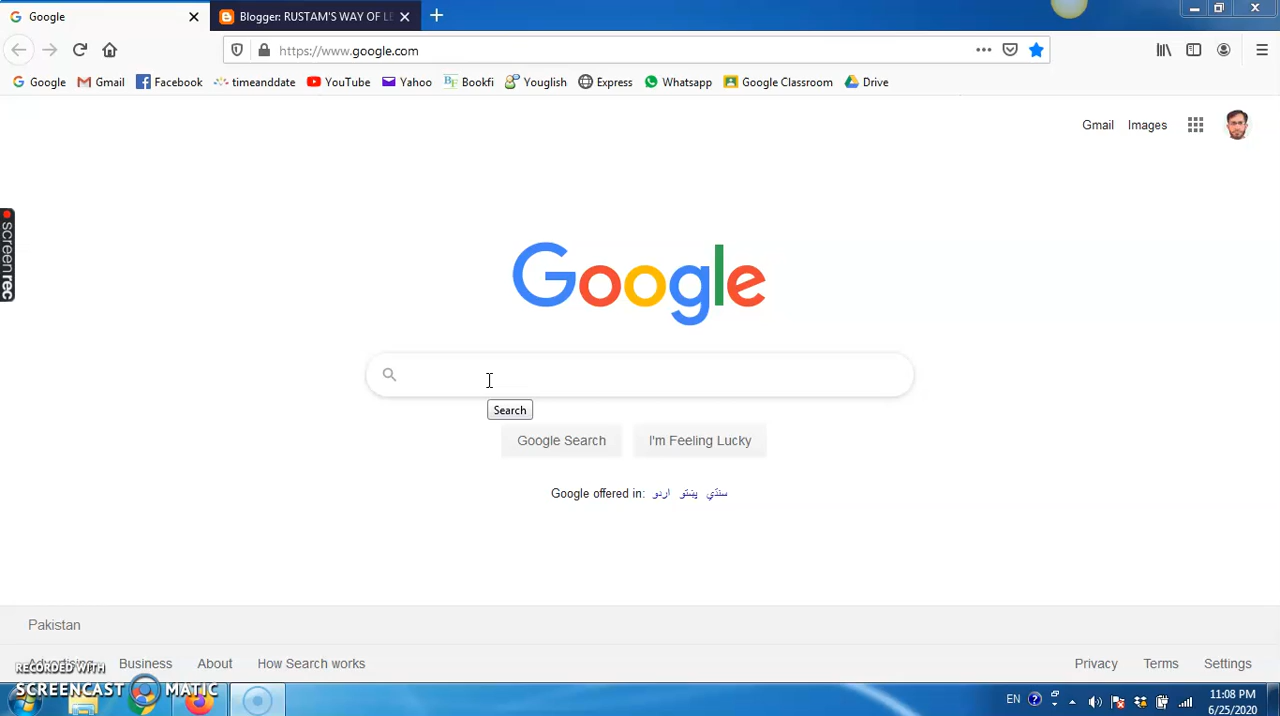 Google
Blogger: RUSTAM'S WAY OF LE
https://www.google.com
Google Gmail Facebook timeanddate YouTube Yahoo Bookfi Youglish Express Whatsapp Google Classroom Drive
Gmail Images
screenrec
Google
Search
Google Search I'm Feeling Lucky
Google offered in: اردو پښتو سنڌي
Pakistan
Advertising Business About How Search works Privacy Terms Settings
RECORDED WITH
SCREENCAST MATIC
EN 11:08 PM
6/25/2020